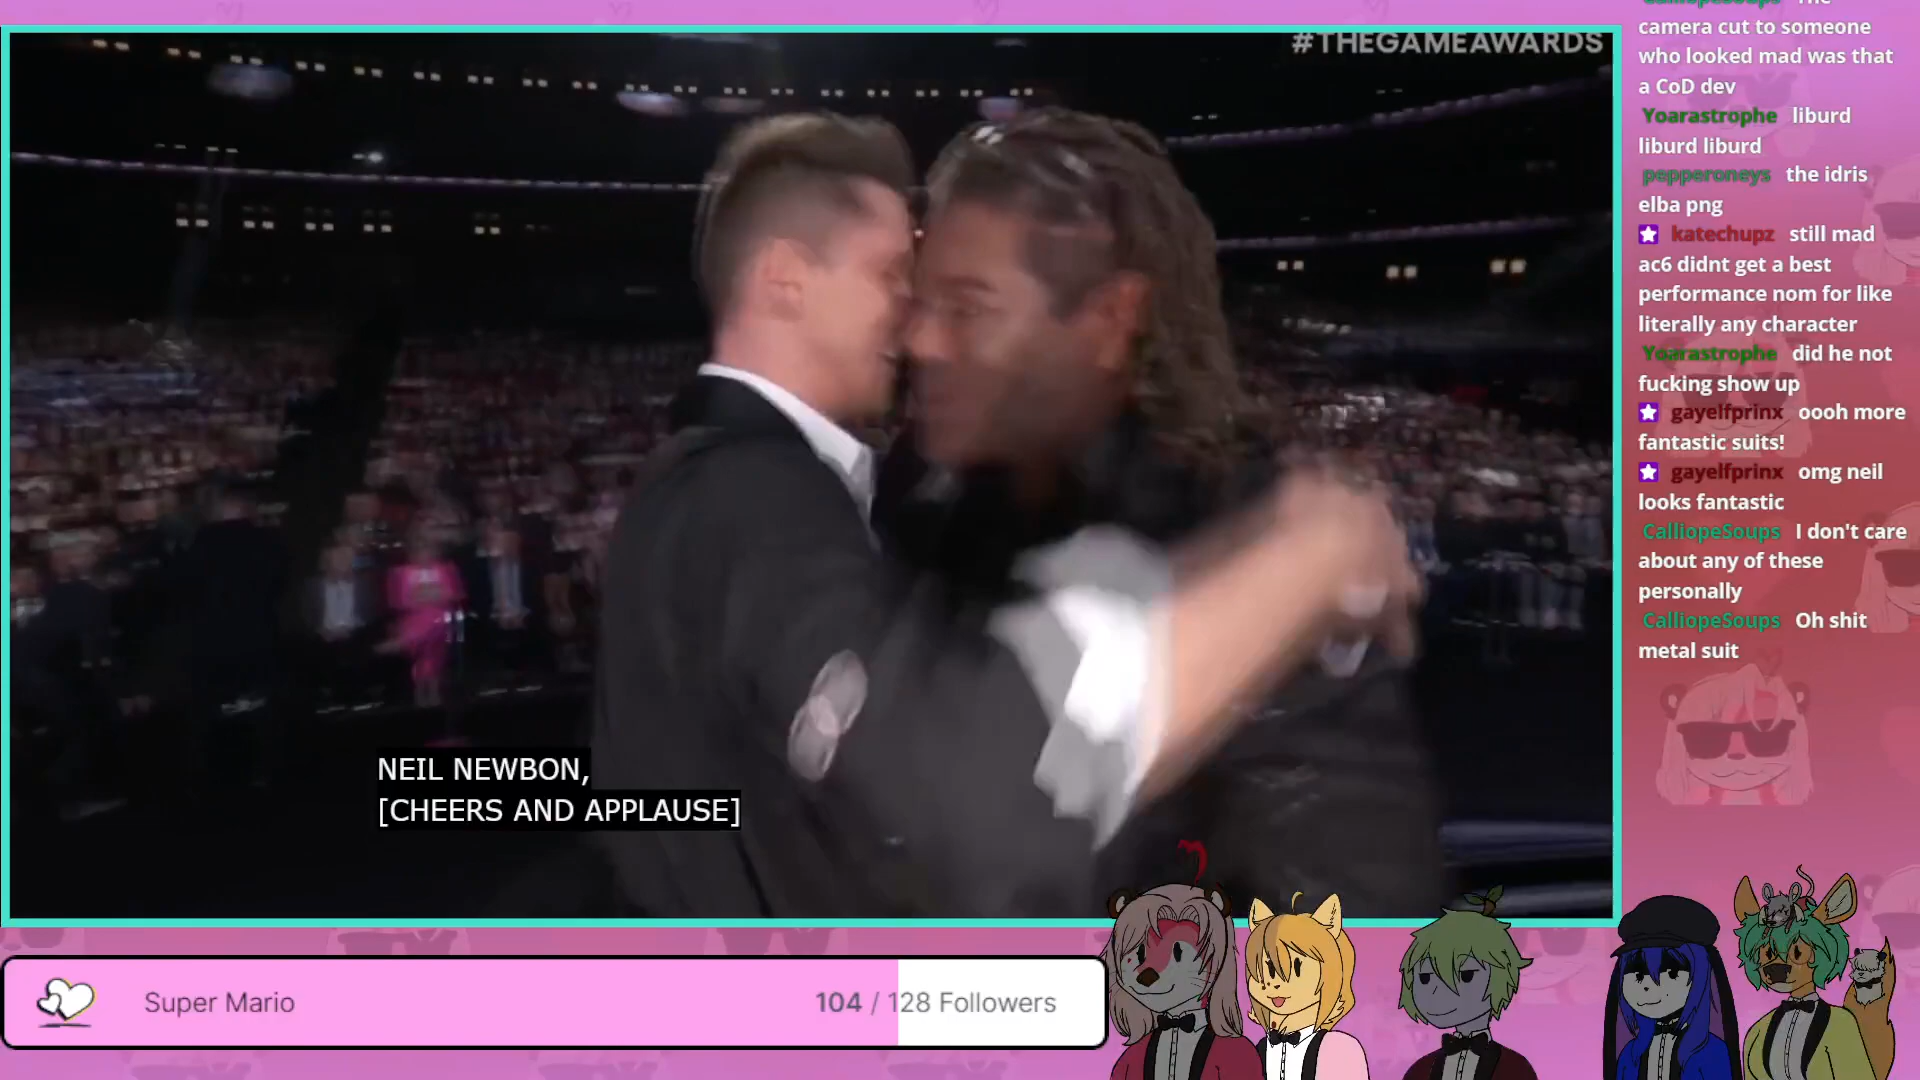 #THEGAMEAWARDS
NEIL NEWBON,
[CHEERS AND APPLAUSE]
Super Mario
104 / 128 Followers
camera cut to someone
who looked mad was that
a CoD dev
Yoarastrophe liburd
liburd liburd
pepperoneys the idris
elba png
katechupz still mad
ac6 didnt get a best
performance nom for like
literally any character
Yoarastrophe did he not
fucking show up
gayelfprinx oooh more
fantastic suits!
gayelfprinx omg neil
looks fantastic
CalliopeSoups I don't care
about any of these
personally
CalliopeSoups Oh shit
metal suit